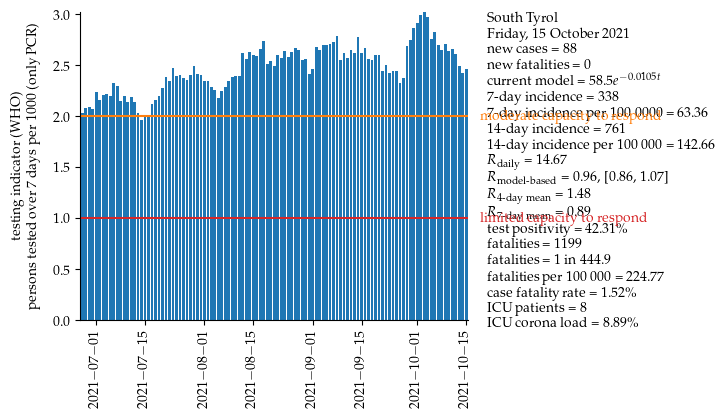 testing indicator (WHO)
persons tested over 7 days per 1000 (only PCR)
3.0
2.5
2.0
1.5
1.0
0.5
0.0
2021−07−01
2021−07−15
2021−08−01
2021−08−15
2021−09−01
2021−09−15
2021−10−01
2021−10−15
South Tyrol
Friday, 15 October 2021
new cases = 88
new fatalities = 0
current model = 58.5e^{−0.0105t}
7-day incidence = 338
7-day incidence per 100 0000 = 63.36
moderate capacity to respond
14-day incidence = 761
14-day incidence per 100 000 = 142.66
R_daily = 14.67
R_model-based = 0.96, [0.86, 1.07]
R_4-day mean = 1.48
R_7-day mean = 0.89
limited capacity to respond
test positivity = 42.31%
fatalities = 1199
fatalities = 1 in 444.9
fatalities per 100 000 = 224.77
case fatality rate = 1.52%
ICU patients = 8
ICU corona load = 8.89%